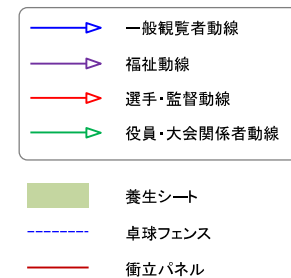 一般観覧者動線
福祉動線
選手・監督動線
役員・大会関係者動線
養生シート
卓球フェンス
衝立パネル